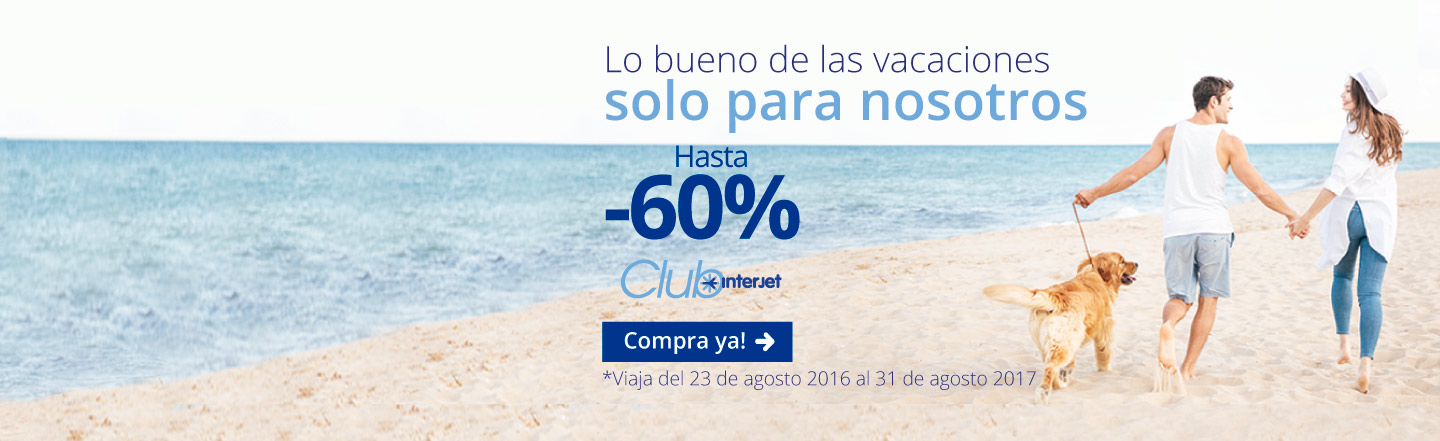 Lo bueno de las vacaciones
solo para nosotros
Hasta
-60%
Club interjet
Compra ya!
*Viaja del 23 de agosto 2016 al 31 de agosto 2017